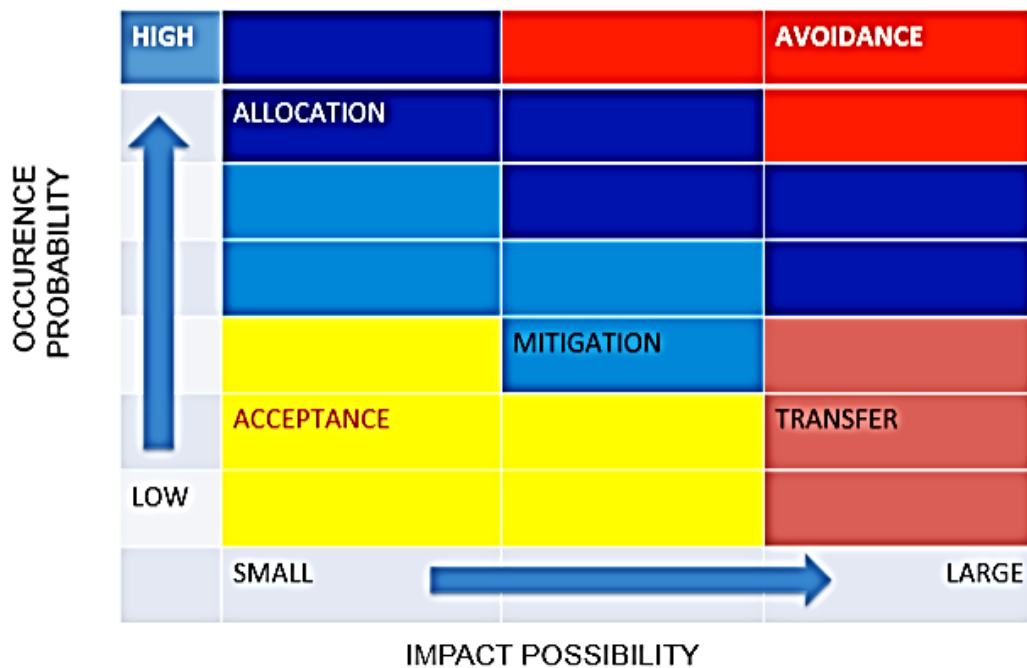 HIGH
AVOIDANCE
ALLOCATION
OCCURENCE
PROBABILITY
MITIGATION
ACCEPTANCE
TRANSFER
LOW
SMALL
LARGE
IMPACT POSSIBILITY